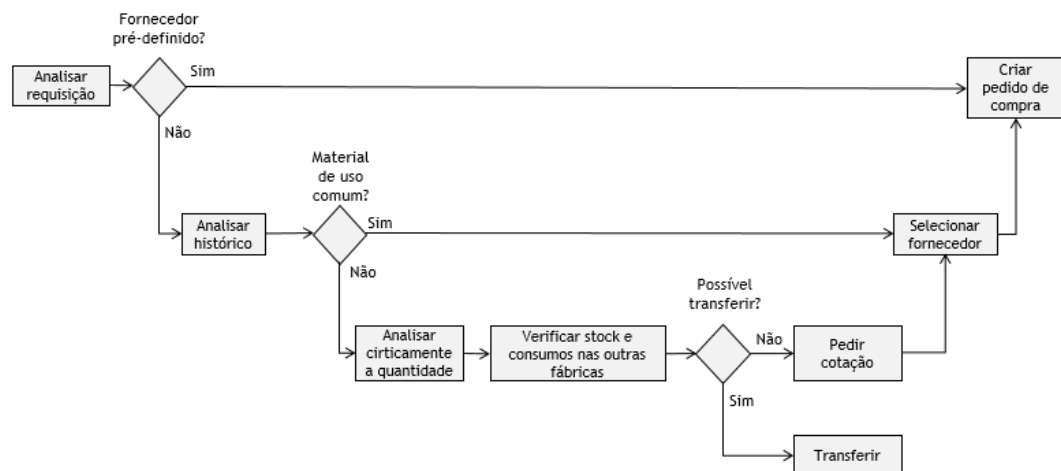 Fornecedor
pré-definido?
Analisar
requisição
Sim
Criar
pedido de
compra
Não
Material
de uso
comum?
Analisar
histórico
Sim
Selecionar
fornecedor
Não
Possível
transferir?
Analisar
cirticamente
a quantidade
Verificar stock e
consumos nas outras
fábricas
Não
Pedir
cotação
Sim
Transferir